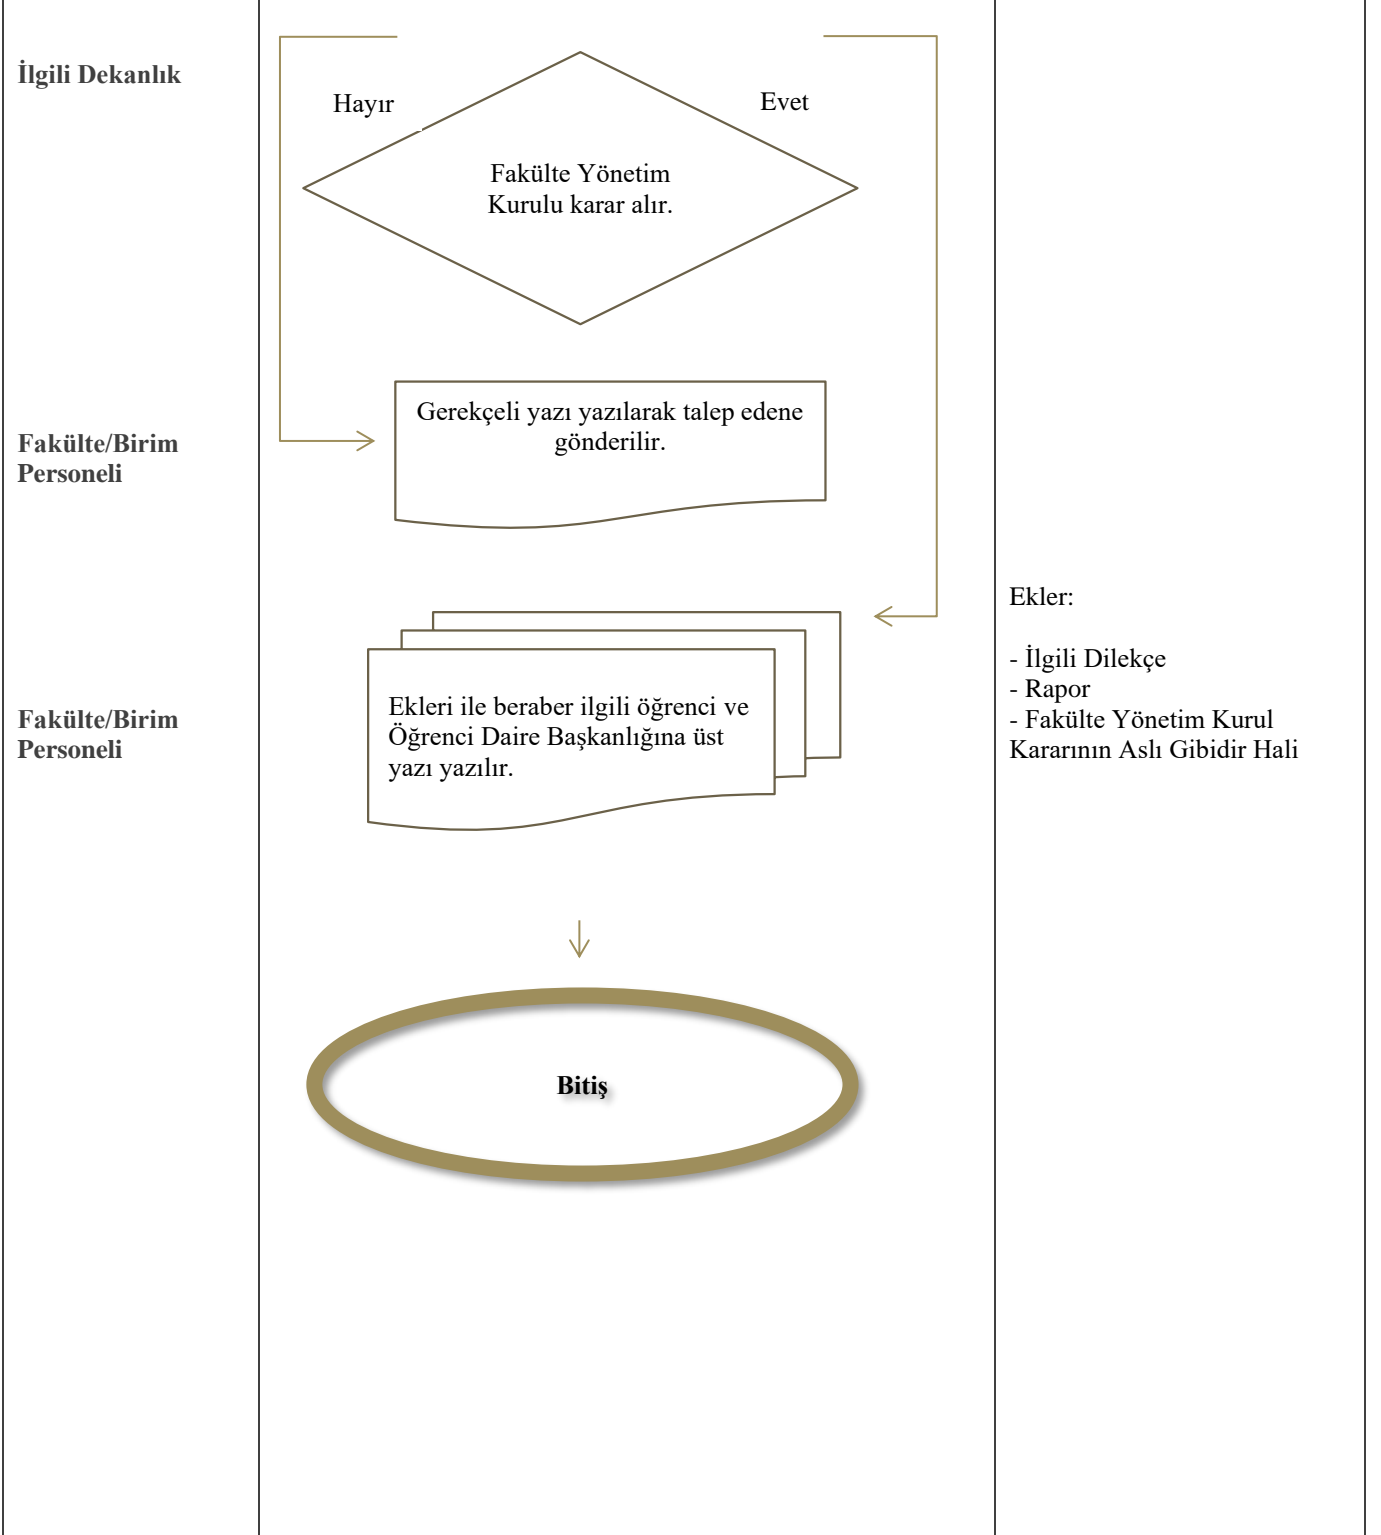 İlgili Dekanlık
Hayır
Evet
Fakülte Yönetim
Kurulu karar alır.
Fakülte/Birim
Personeli
Gerekçeli yazı yazılarak talep edene
gönderilir.
Fakülte/Birim
Personeli
Ekleri ile beraber ilgili öğrenci ve
Öğrenci Daire Başkanlığına üst
yazı yazılır.
Ekler:
- İlgili Dilekçe
- Rapor
- Fakülte Yönetim Kurul
Kararının Aslı Gibidir Hali
Bitiş